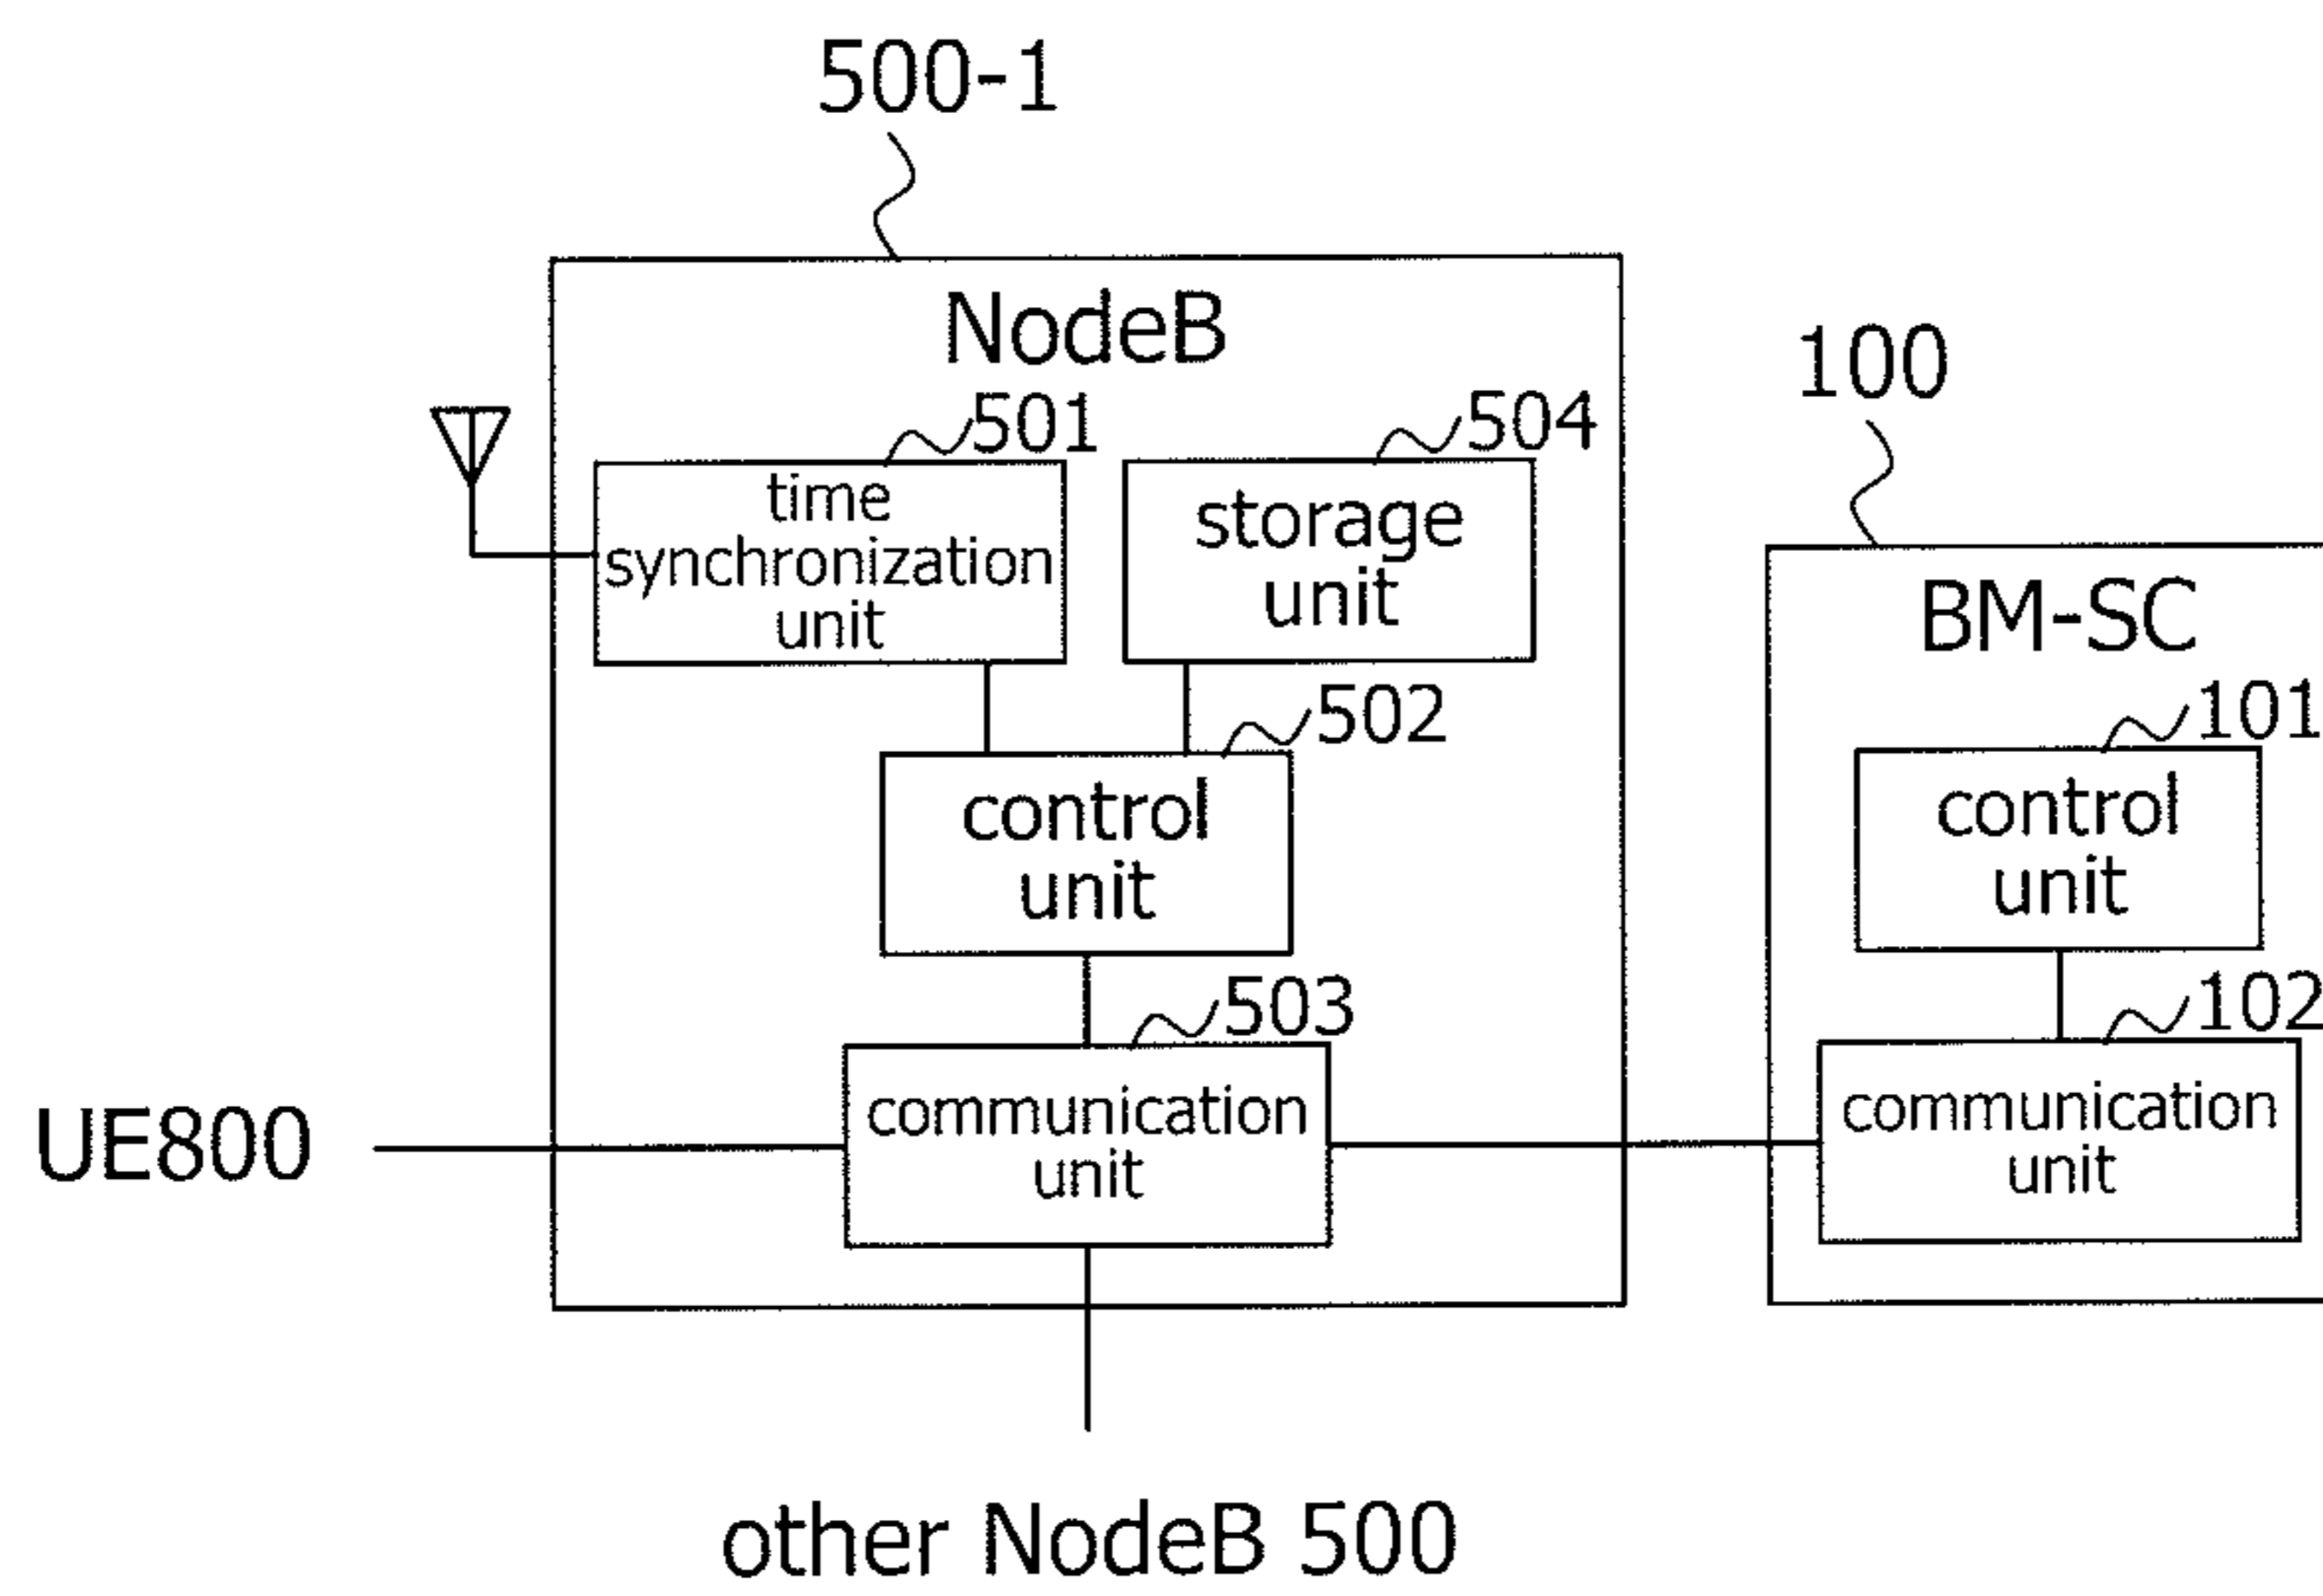 500-1
NodeB
100
501
504
time
synchronization
unit
storage
unit
BM-SC
502
101
control
unit
control
unit
503
102
communication
unit
communication
unit
UE800
other NodeB 500